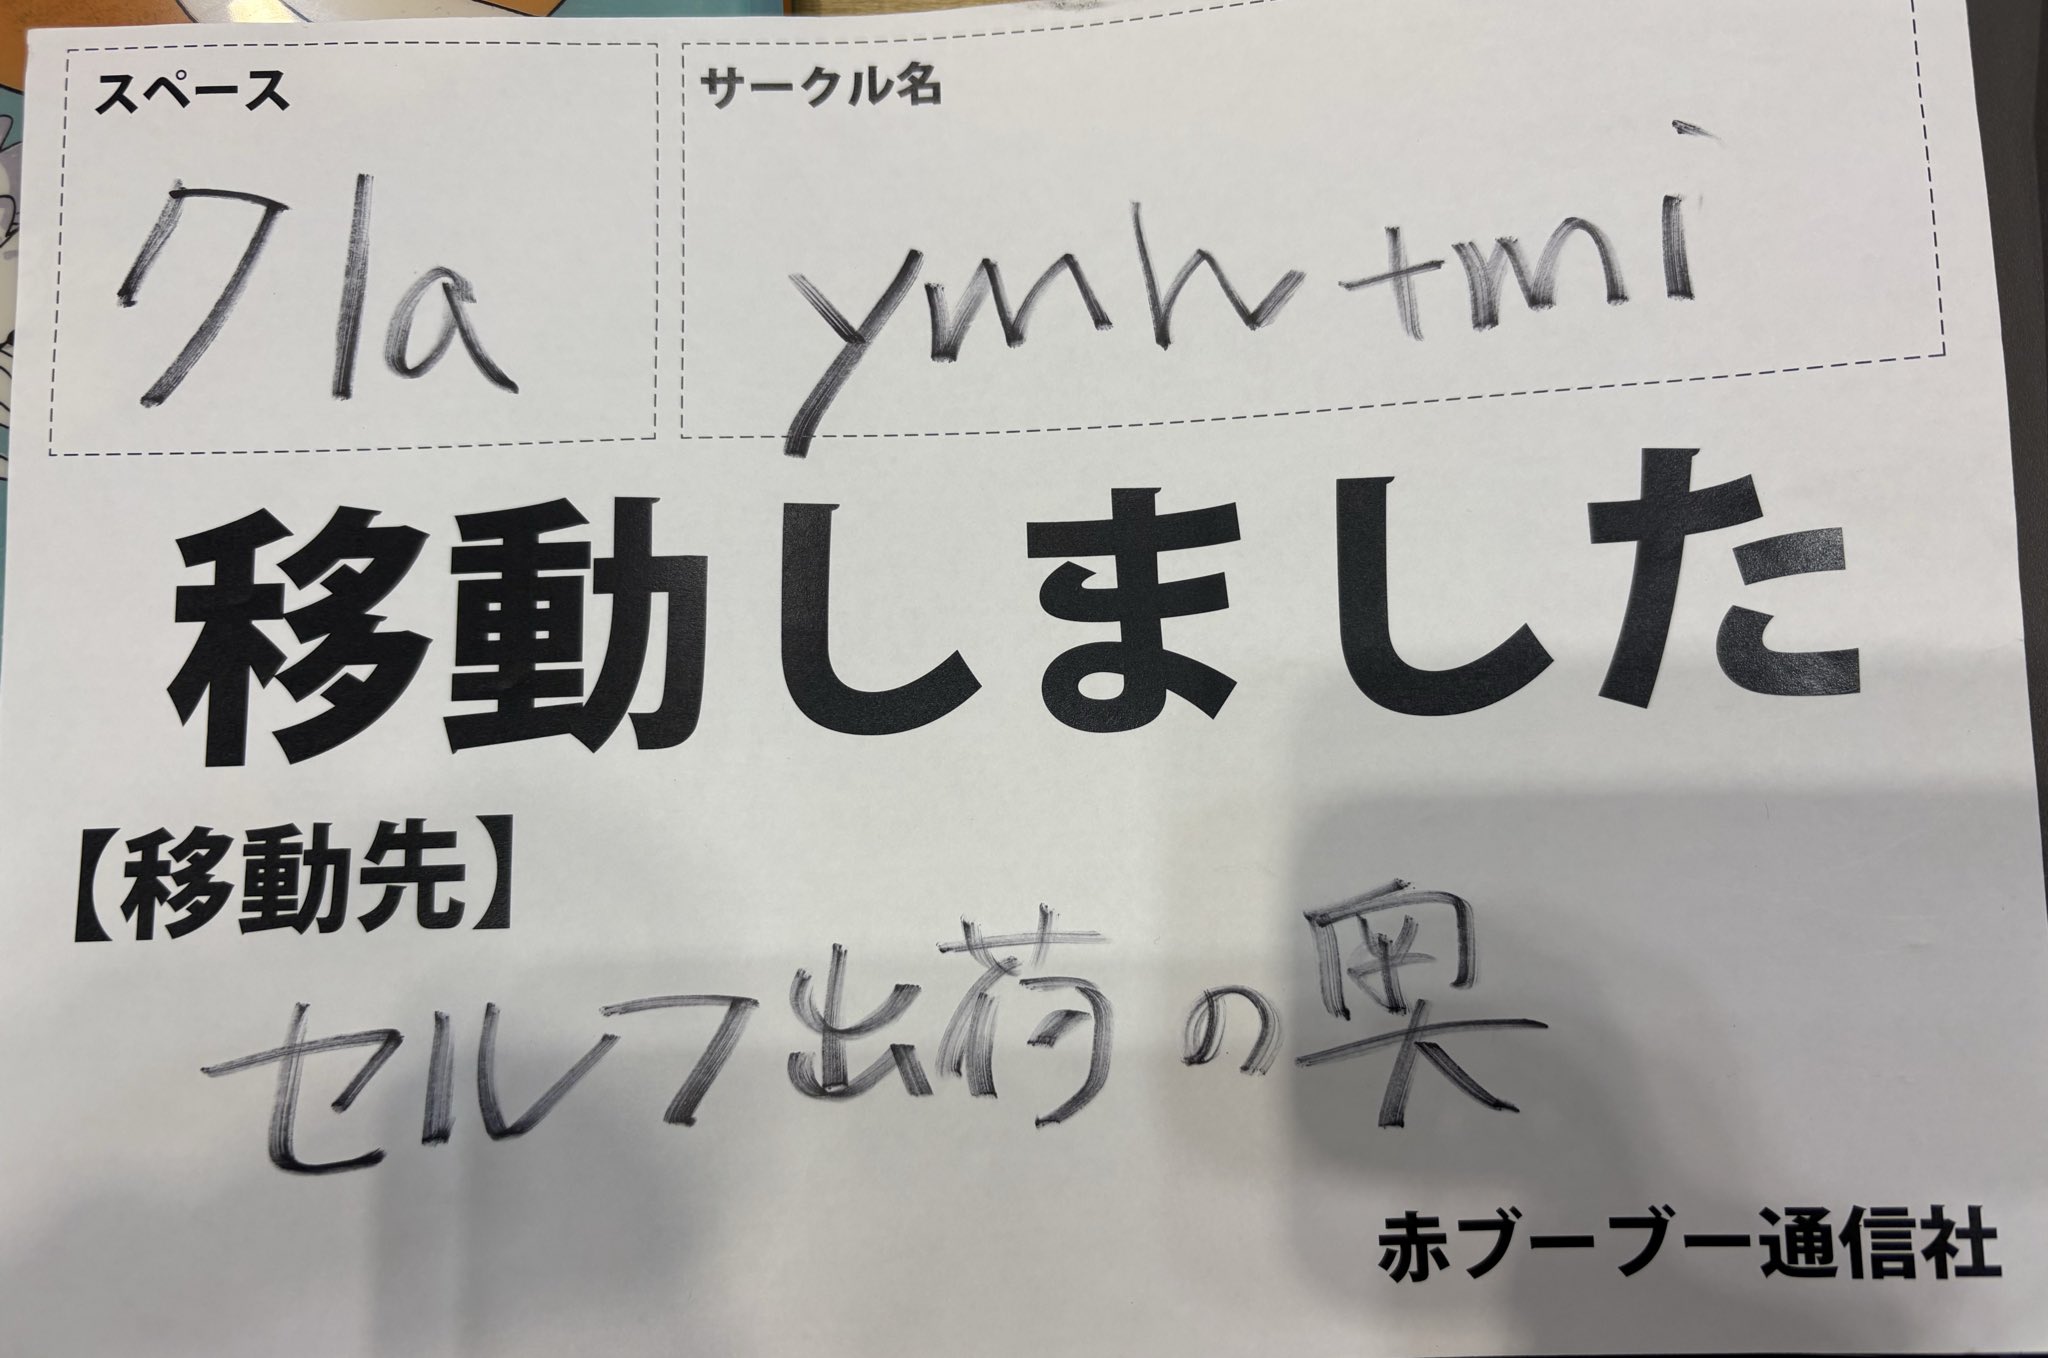 スペース
サークル名
ク1a
ymh+mi
移動しました
【移動先】
セルフ出荷の奥
赤ブーブー通信社